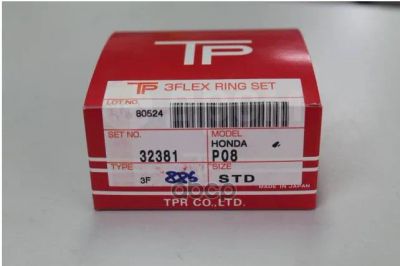 TP
TP 3FLEX RING SET
LOT NO.
80524
SET NO. MODEL
HONDA
32381 P08
TYPE SIZE
3F STD
MADE IN JAPAN
TPR CO.,LTD.